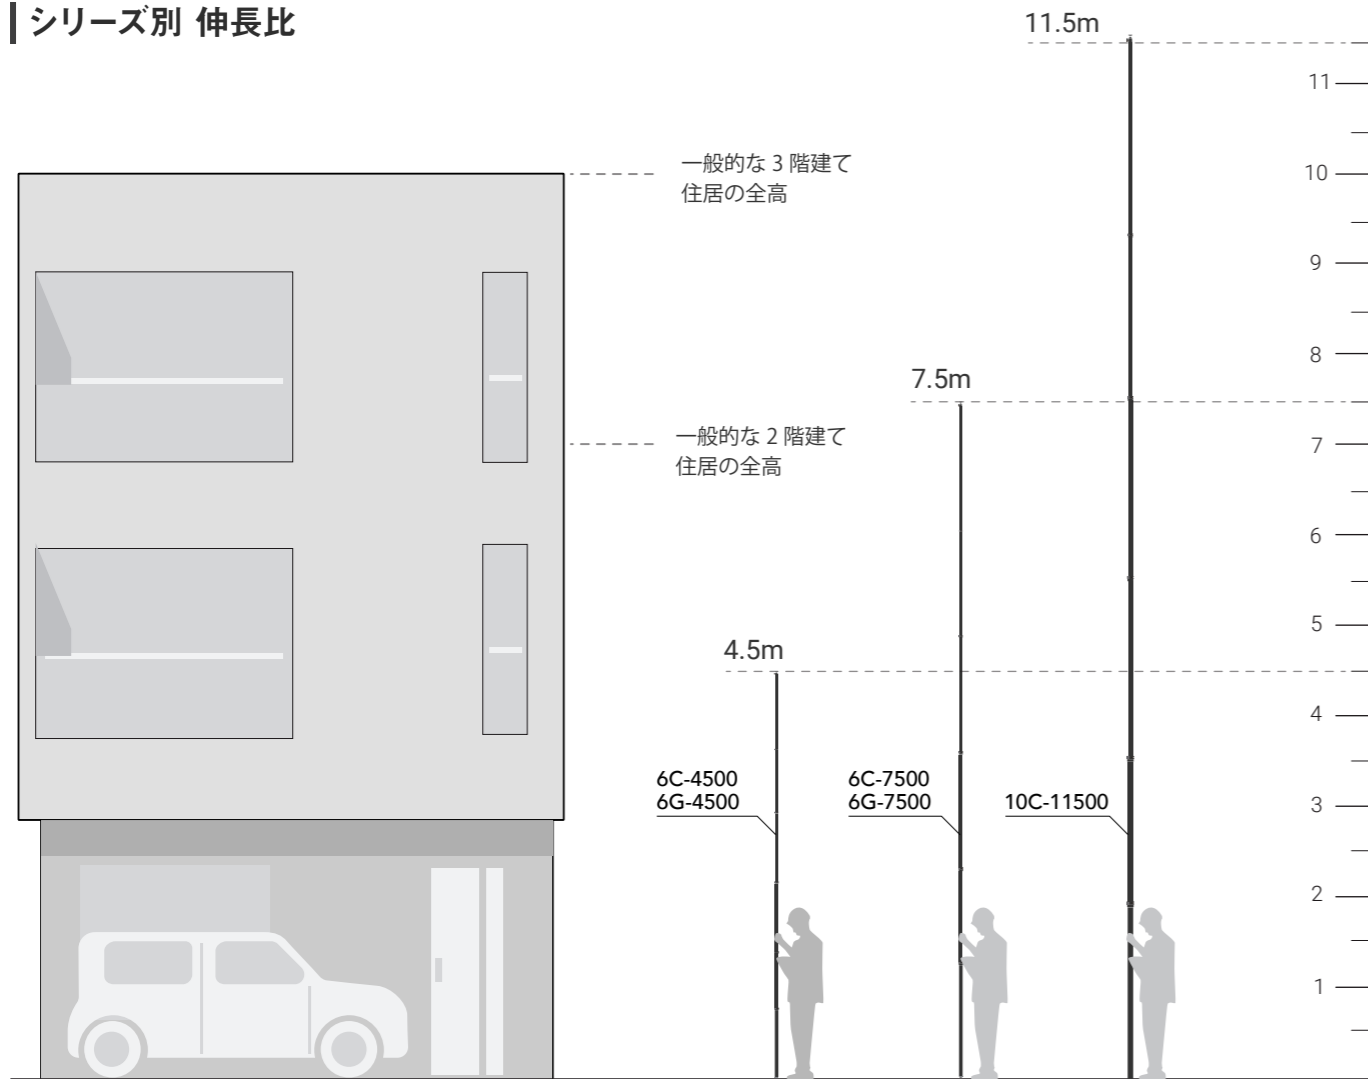 シリーズ別 伸長比
11.5m
11
一般的な 3 階建て
住居の全高
10
9
8
7.5m
一般的な 2 階建て
住居の全高
7
6
5
4.5m
4
6C-4500
6G-4500
6C-7500
6G-7500
10C-11500
3
2
1